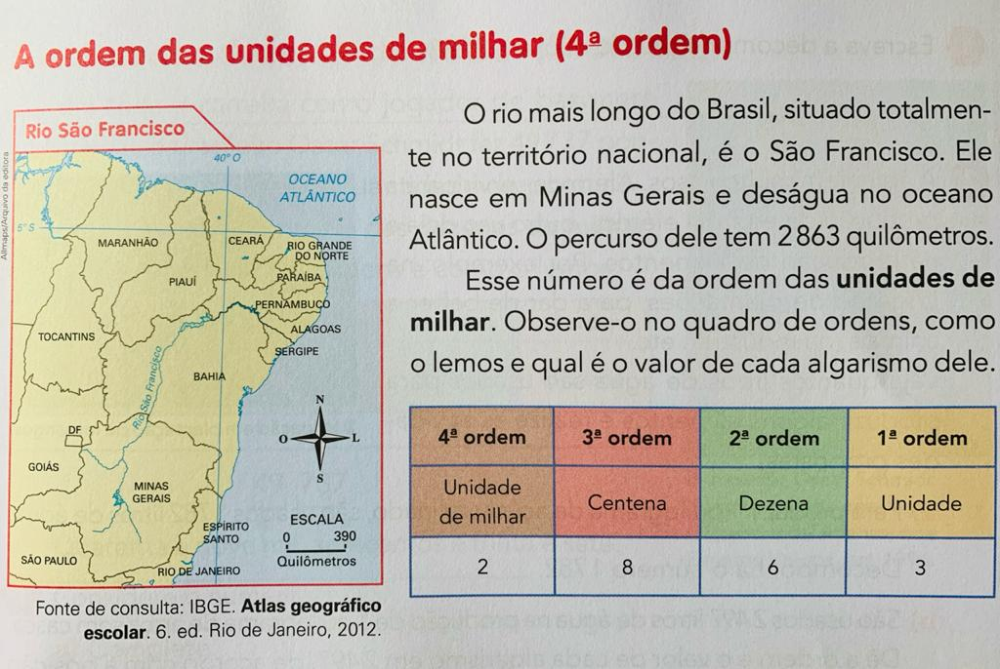 A ordem das unidades de milhar (4ª ordem)
Rio São Francisco
Allmaps/Arquivo da editora
40° O
OCEANO
ATLÂNTICO
5° S
MARANHÃO
CEARÁ
RIO GRANDE
DO NORTE
PARAÍBA
PIAUÍ
PERNAMBUCO
ALAGOAS
TOCANTINS
SERGIPE
BAHIA
Rio São Francisco
N
O
L
S
DF
GOIÁS
MINAS
GERAIS
ESPÍRITO
SANTO
SÃO PAULO
RIO DE JANEIRO
ESCALA
0 390
Quilômetros
Fonte de consulta: IBGE. Atlas geográfico
escolar. 6. ed. Rio de Janeiro, 2012.
O rio mais longo do Brasil, situado totalmen-
te no território nacional, é o São Francisco. Ele
nasce em Minas Gerais e deságua no oceano
Atlântico. O percurso dele tem 2 863 quilômetros.
Esse número é da ordem das unidades de
milhar. Observe-o no quadro de ordens, como
o lemos e qual é o valor de cada algarismo dele.
4ª ordem 3ª ordem 2ª ordem 1ª ordem
Unidade
de milhar Centena Dezena Unidade
2 8 6 3